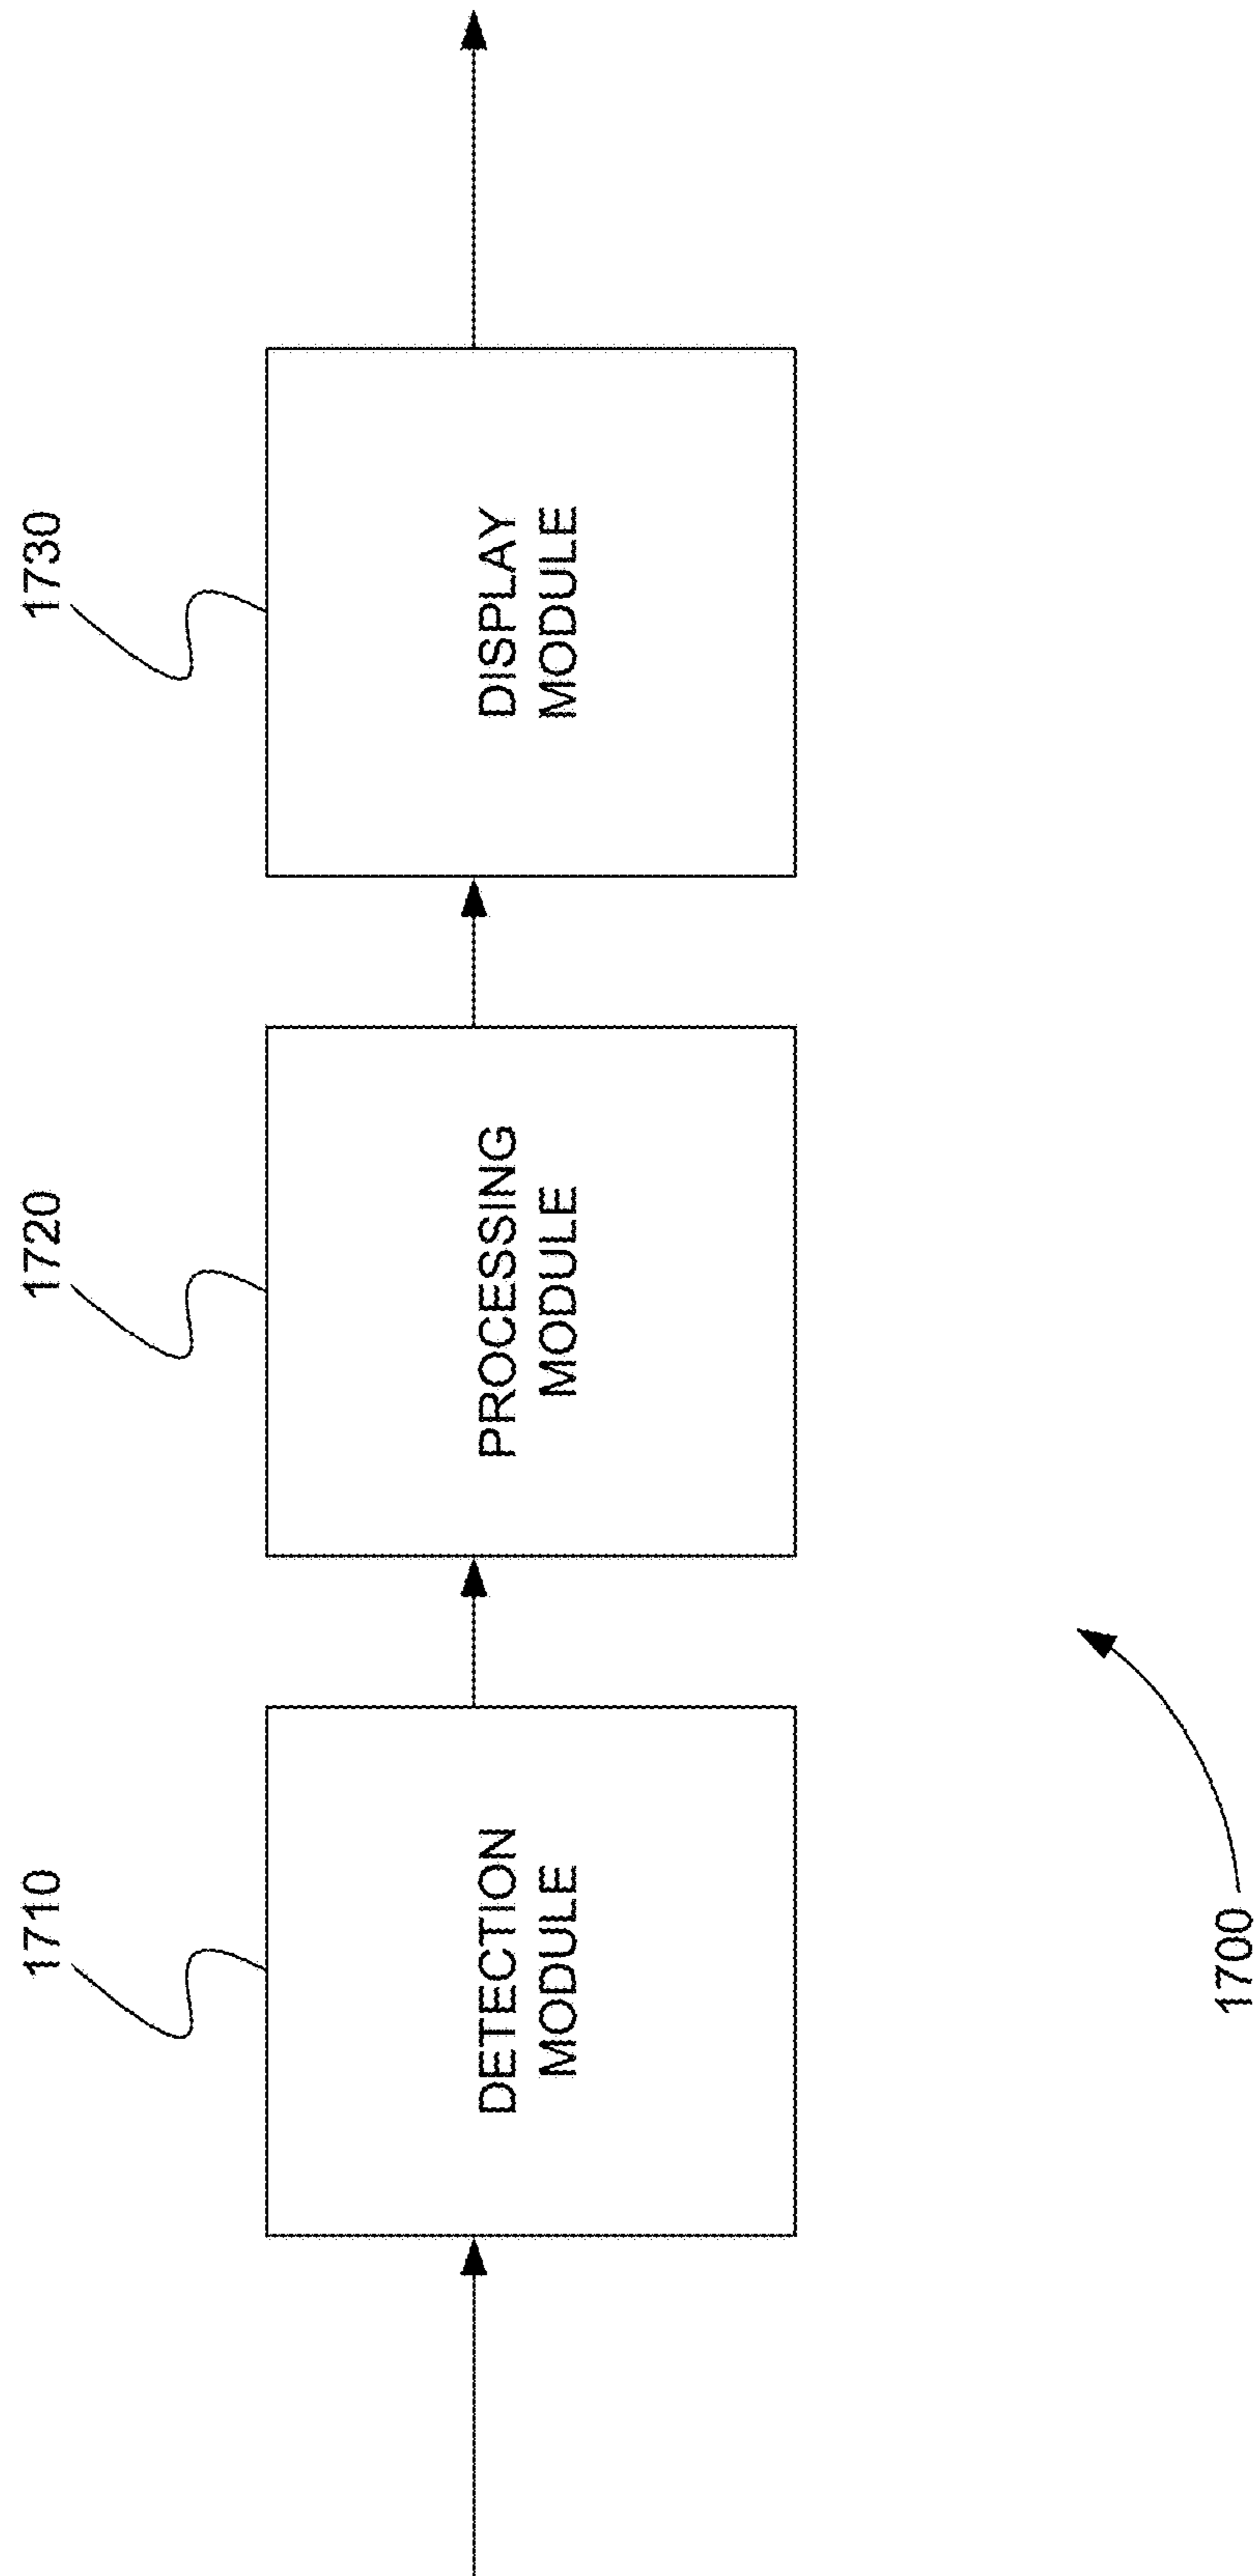 1710
1720
1730
DETECTION
MODULE
PROCESSING
MODULE
DISPLAY
MODULE
1700